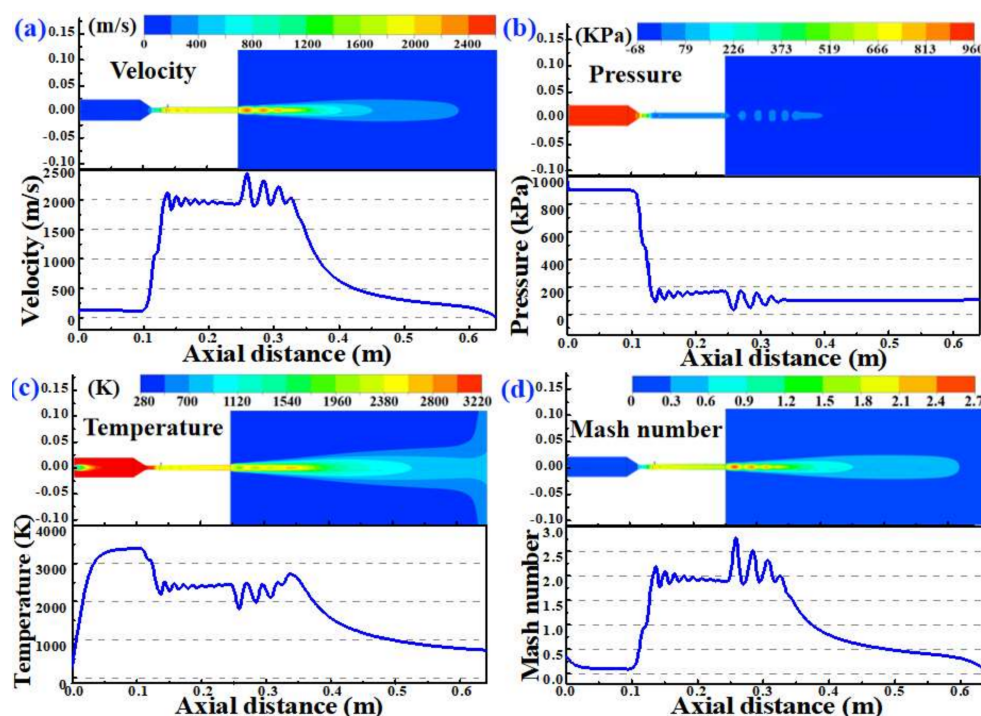 (a) (m/s)
0 400 800 1200 1600 2000 2400
0.15
0.10
0.05
0.00
-0.05
-0.10
Velocity
2500
2000
1500
1000
500
0
Velocity (m/s)
0.0 0.1 0.2 0.3 0.4 0.5 0.6
Axial distance (m)
(b) (KPa)
-68 79 226 373 519 666 813 960
0.15
0.10
0.05
0.00
-0.05
-0.10
Pressure
1000
800
600
400
200
0
Pressure (kPa)
0.0 0.1 0.2 0.3 0.4 0.5 0.6
Axial distance (m)
(c) (K)
280 700 1120 1540 1960 2380 2800 3220
0.15
0.10
0.05
0.00
-0.05
-0.10
Temperature
4000
3000
2000
1000
0000
Temperature (K)
0.0 0.1 0.2 0.3 0.4 0.5 0.6
Axial distance (m)
(d)
0 0.3 0.6 0.9 1.2 1.5 1.8 2.1 2.4 2.7
0.15
0.10
0.05
0.00
-0.05
-0.10
Mash number
3.0
2.5
2.0
1.5
1.0
0.5
0.0
Mash number
0.0 0.1 0.2 0.3 0.4 0.5 0.6
Axial distance (m)